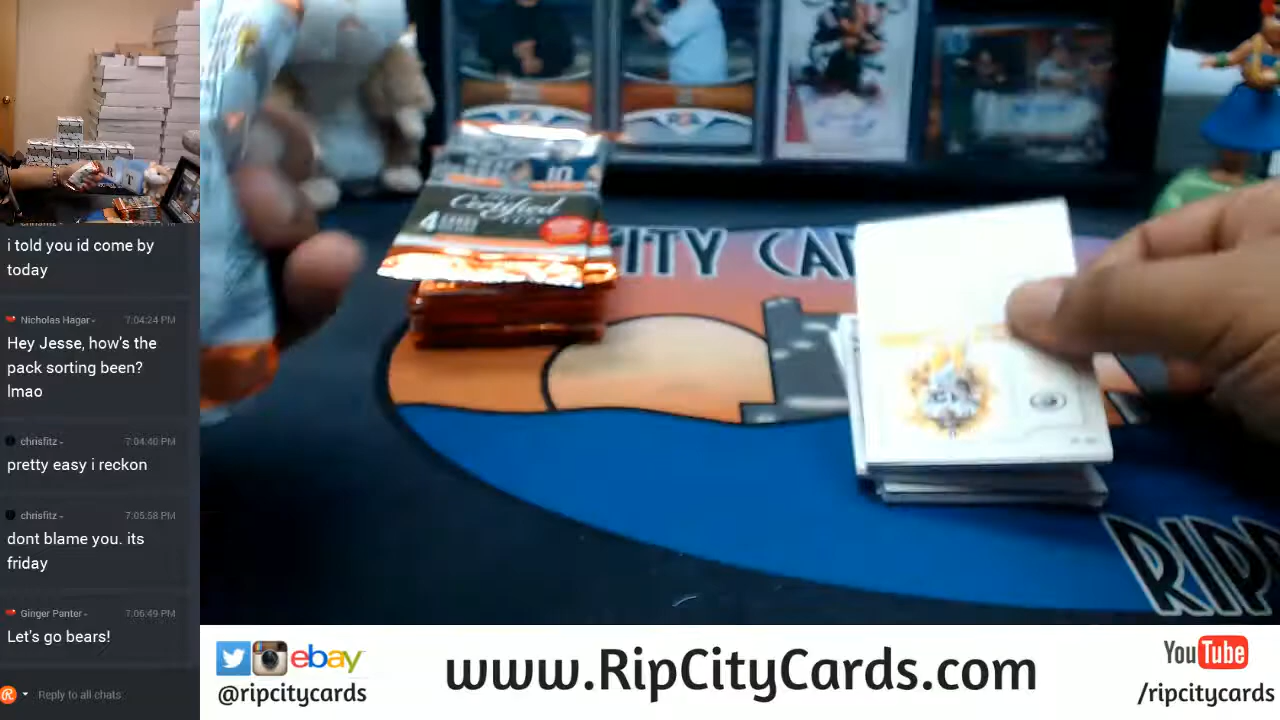 i told you id come by
today
Nicholas Hagar - 7:04:24 PM
Hey Jesse, how's the
pack sorting been?
lmao
chrisfitz - 7:04:40 PM
pretty easy i reckon
chrisfitz - 7:05:58 PM
dont blame you. its
friday
Ginger Panter - 7:06:49 PM
Let's go bears!
Reply to all chats:
10
Certified
4
CITY CAR
RIP
ebay
@ripcitycards
www.RipCityCards.com
YouTube
/ripcitycards